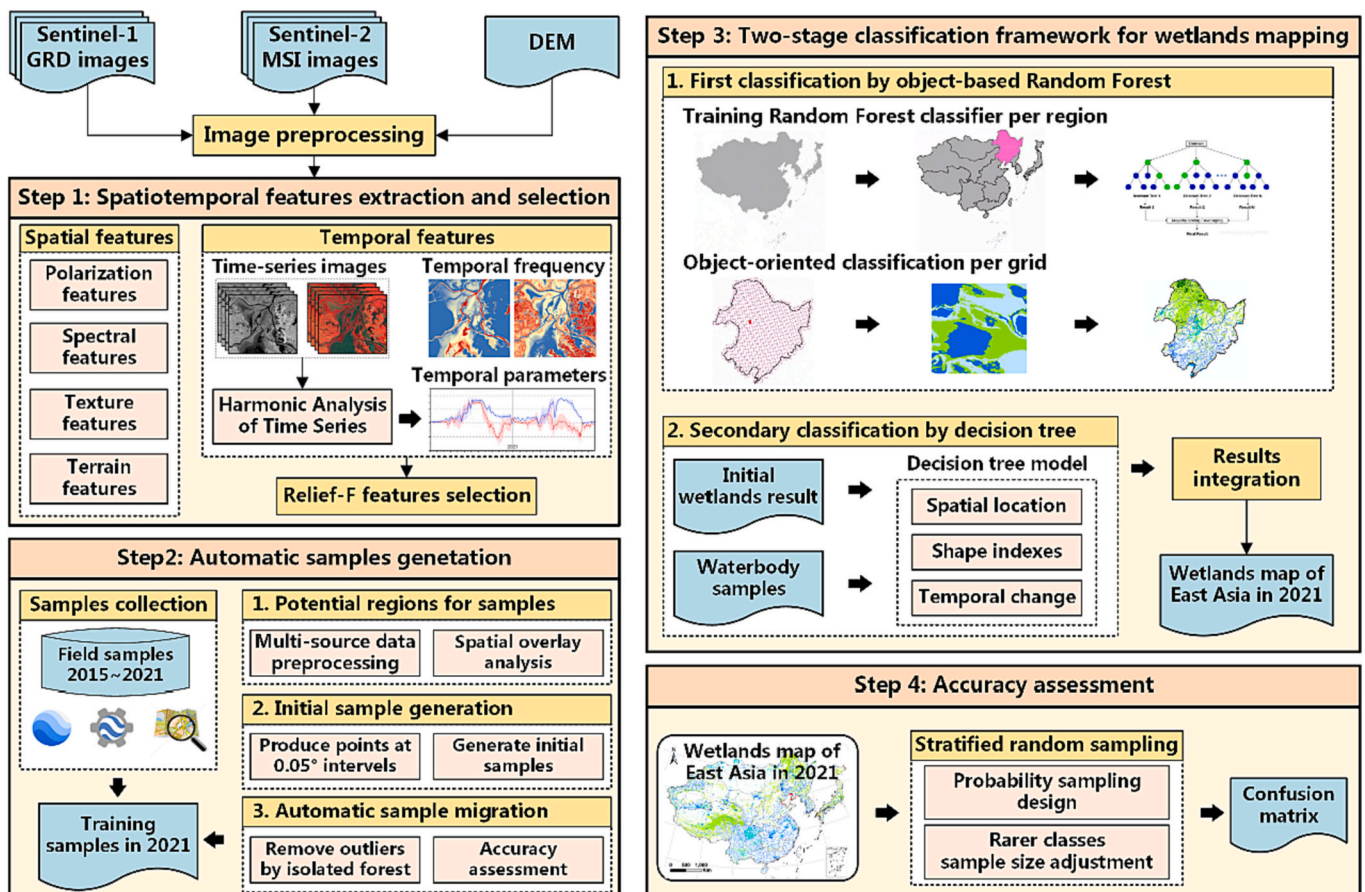 Sentinel-1
GRD images
Sentinel-2
MSI images
DEM
Image preprocessing
Step 1: Spatiotemporal features extraction and selection
Spatial features
Polarization
features
Spectral
features
Texture
features
Terrain
features
Temporal features
Time-series images
Temporal frequency
Harmonic Analysis
of Time Series
Temporal parameters
2021
Relief-F features selection
Step2: Automatic samples genetation
Samples collection
Field samples
2015~2021
Training
samples in 2021
1. Potential regions for samples
Multi-source data
preprocessing
Spatial overlay
analysis
2. Initial sample generation
Produce points at
0.05° intervels
Generate initial
samples
3. Automatic sample migration
Remove outliers
by isolated forest
Accuracy
assessment
Step 3: Two-stage classification framework for wetlands mapping
1. First classification by object-based Random Forest
Training Random Forest classifier per region
Object-oriented classification per grid
2. Secondary classification by decision tree
Initial
wetlands result
Waterbody
samples
Decision tree model
Spatial location
Shape indexes
Temporal change
Results
integration
Wetlands map of
East Asia in 2021
Step 4: Accuracy assessment
Wetlands map of
East Asia in 2021
N
0 500 1,000
Km
Stratified random sampling
Probability sampling
design
Rarer classes
sample size adjustment
Confusion
matrix